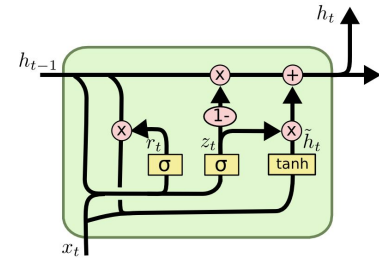 h_t
h_{t-1}
x +
1-
x r_t z_t x h̃_t
σ σ tanh
x_t